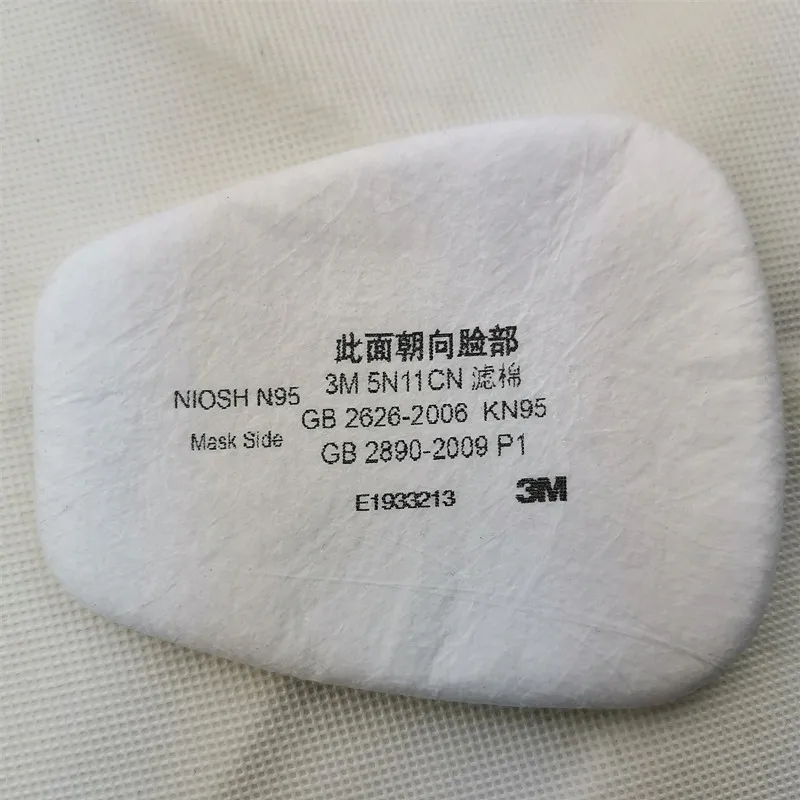 此面朝向脸部
NIOSH N95 3M 5N11CN 滤棉
GB 2626-2006 KN95
Mask Side GB 2890-2009 P1
E1933213 3M